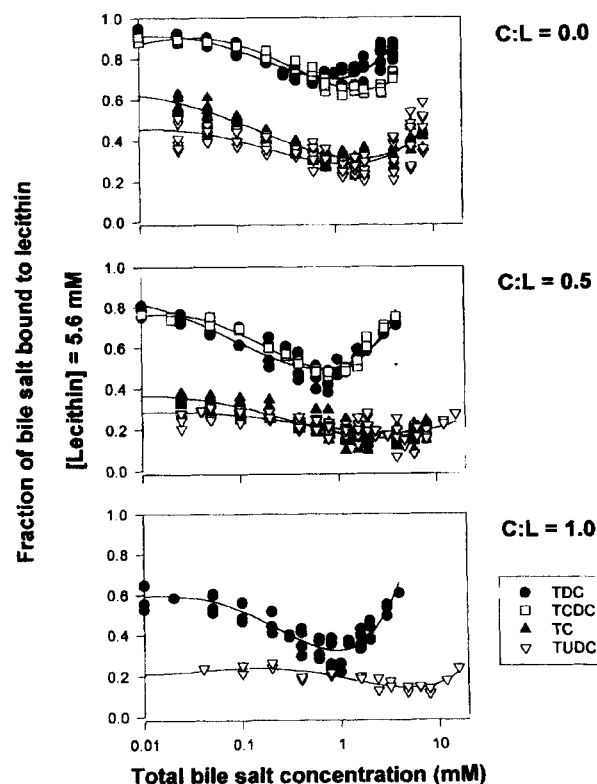 Fraction of bile salt bound to lecithin
[Lecithin] = 5.6 mM
C:L = 0.0
1.0
0.8
0.6
0.4
0.2
0.0
C:L = 0.5
1.0
0.8
0.6
0.4
0.2
0.0
C:L = 1.0
1.0
0.8
0.6
0.4
0.2
0.0
TDC
TCDC
TC
TUDC
0.01 0.1 1 10
Total bile salt concentration (mM)